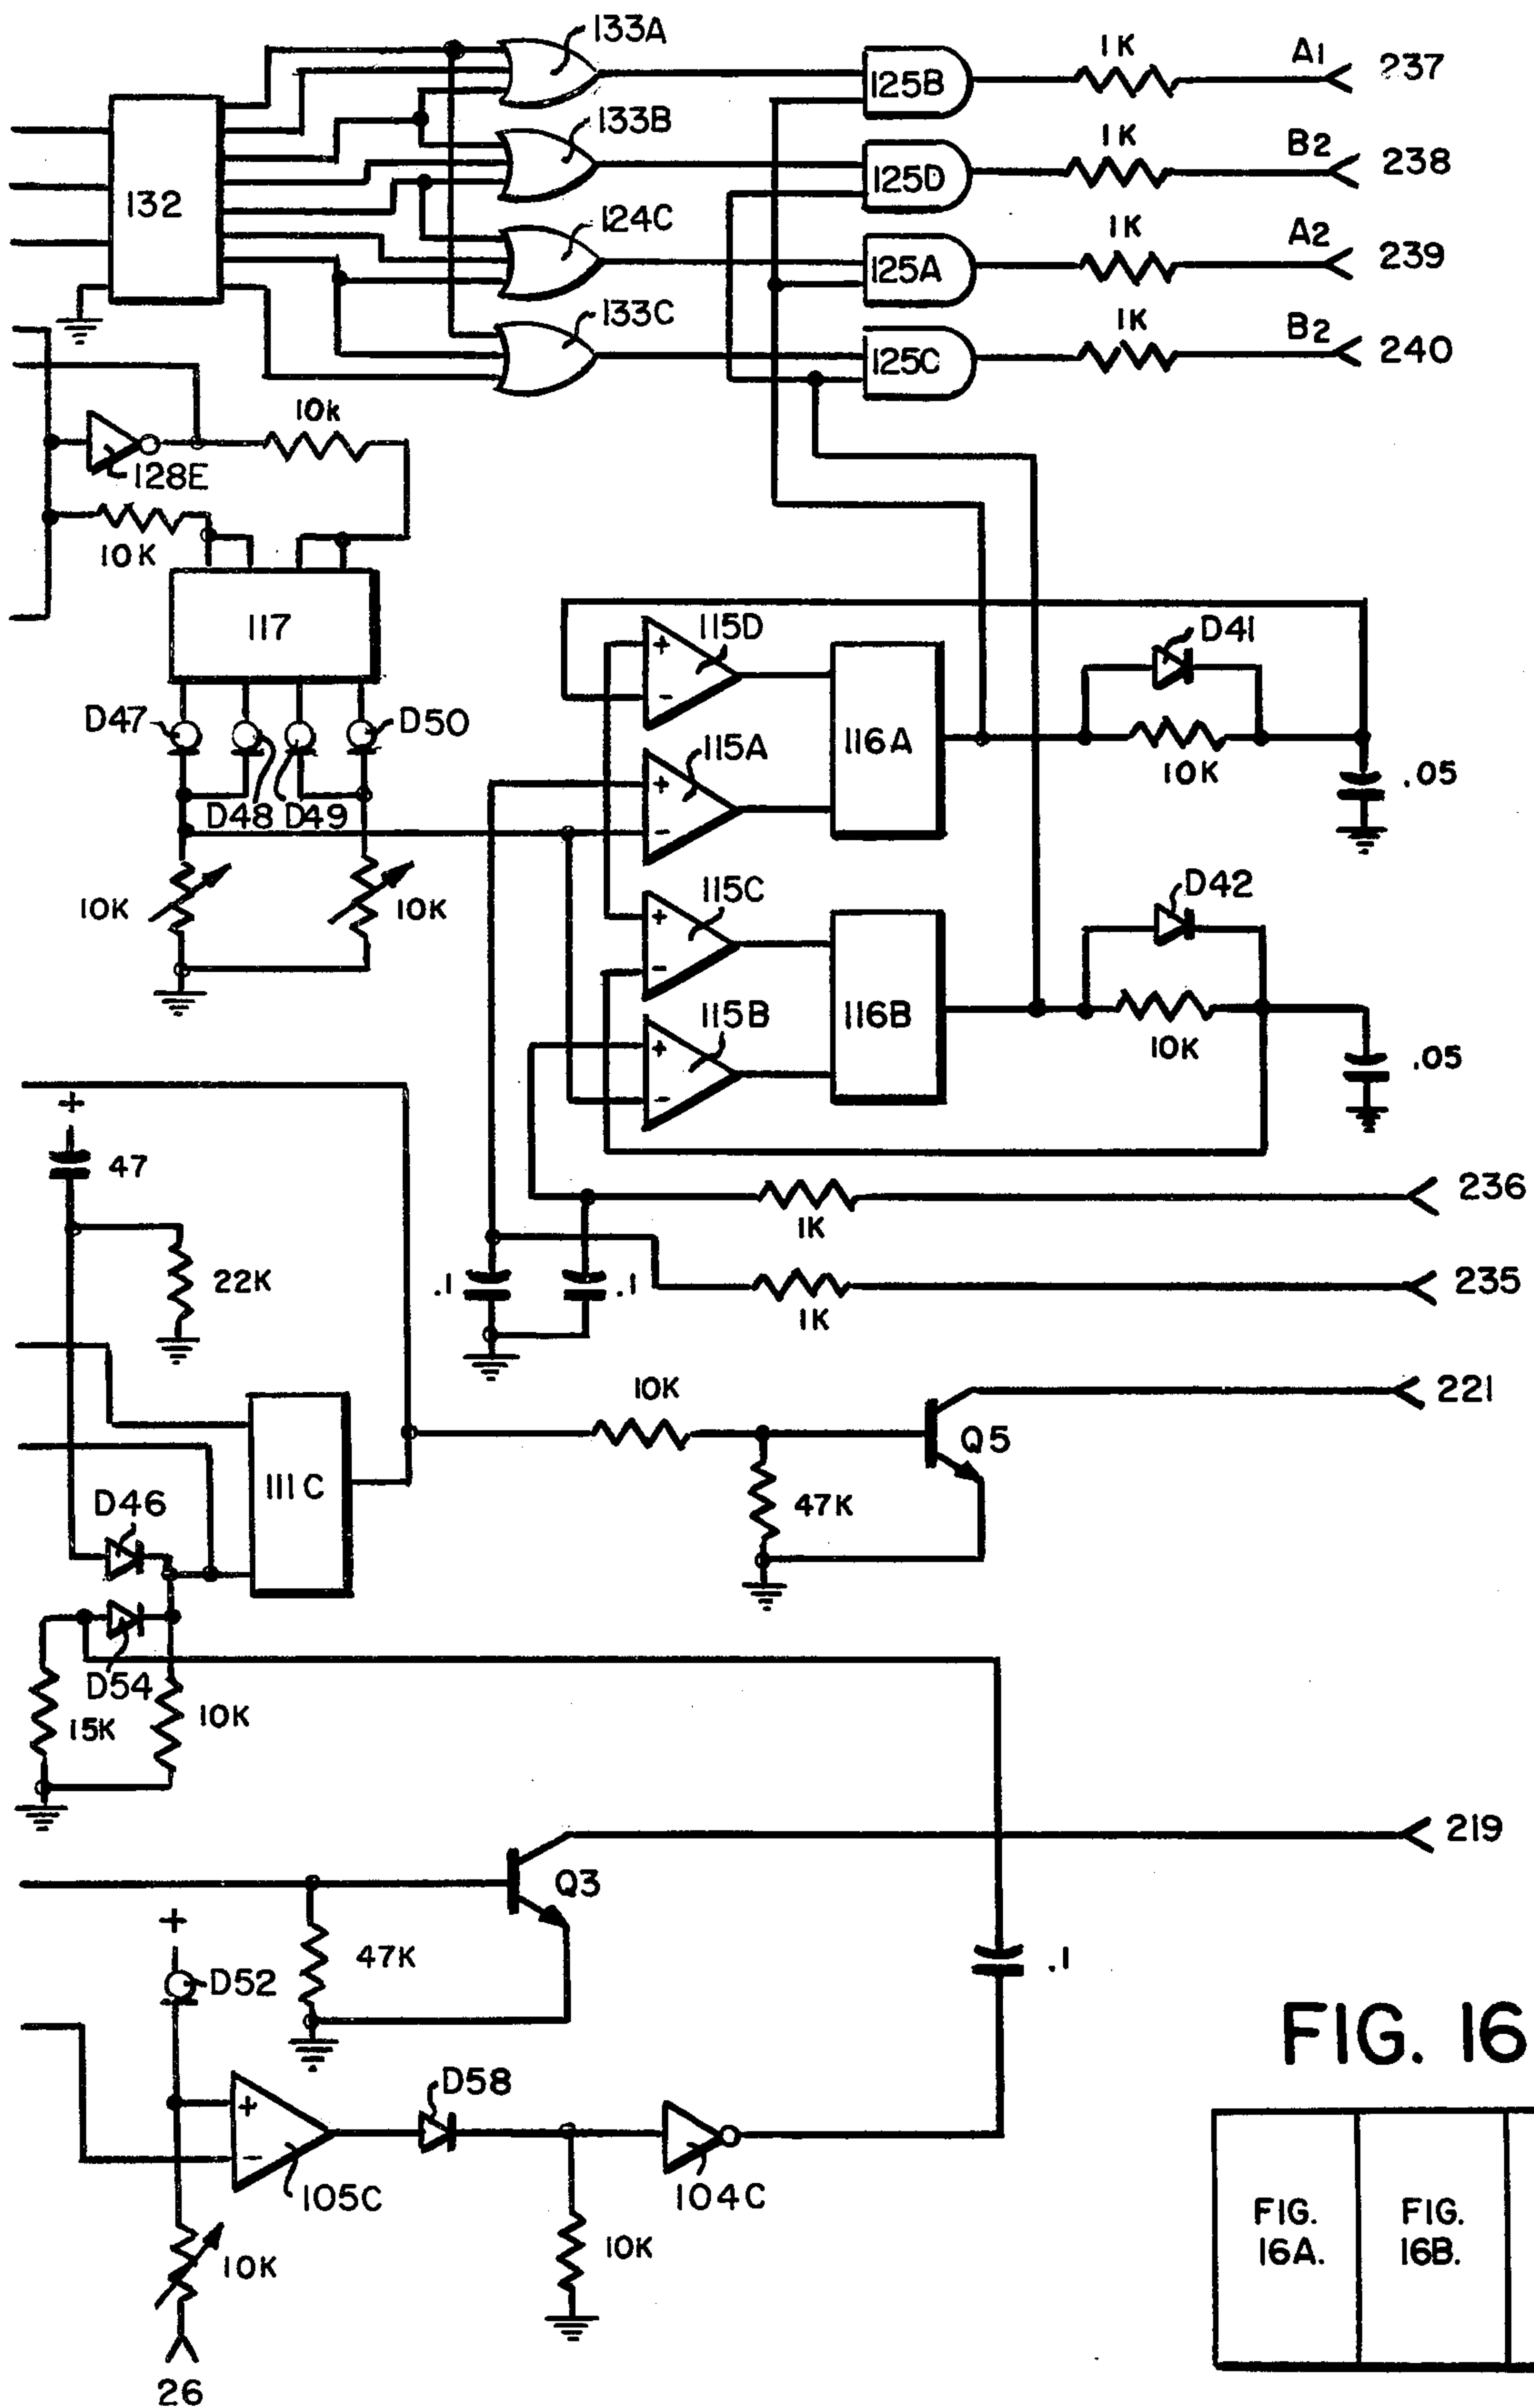 133A
125B
1K
A1
237
133B
125D
1K
B2
238
132
124C
125A
1K
A2
239
133C
125C
1K
B2
240
10k
128E
10K
117
115D
D41
116A
10K
.05
D47
D50
115A
D48
D49
10K
10K
115C
D42
116B
10K
.05
115B
+
-
+
-
+
-
+
-
+
47
236
1K
22K
.1
.1
235
1K
10K
221
Q5
111C
47K
D46
D54
15K
10K
219
Q3
+
47K
D52
.1
FIG. 16
D58
+
-
105C
104C
10K
10K
FIG.
16A.
FIG.
16B.
26